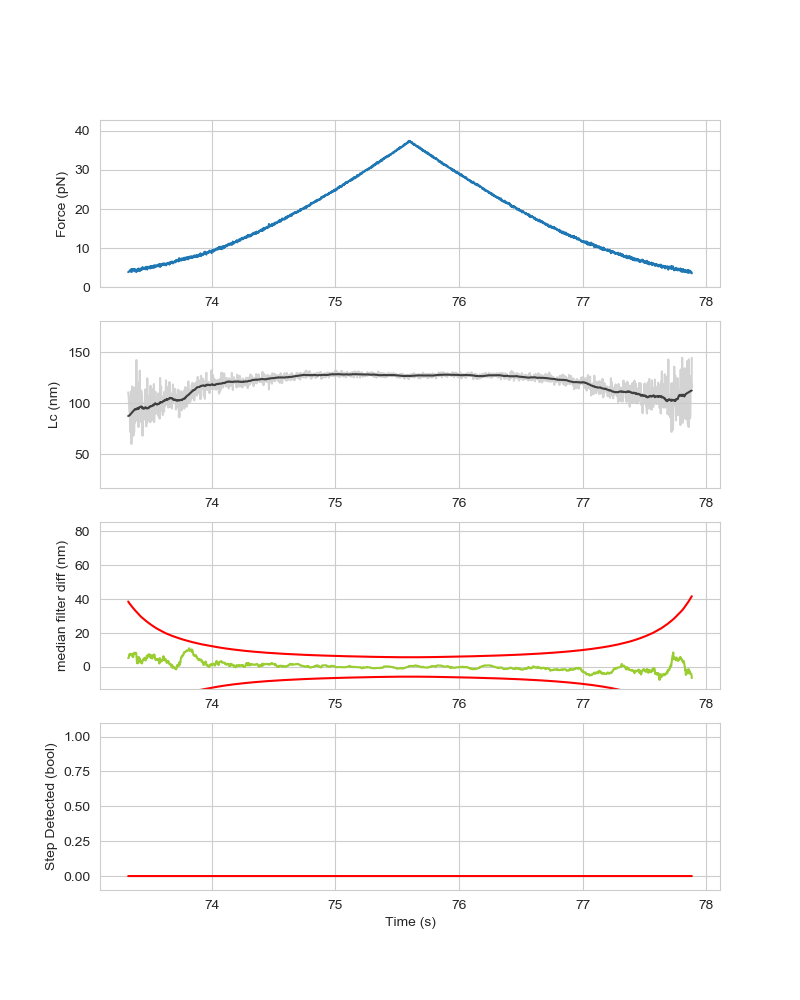 40
30
20
10
0
Force (pN)
74 75 76 77 78
150
100
50
Lc (nm)
74 75 76 77 78
80
60
40
20
0
median filter diff (nm)
74 75 76 77 78
1.00
0.75
0.50
0.25
0.00
Step Detected (bool)
74 75 76 77 78
Time (s)